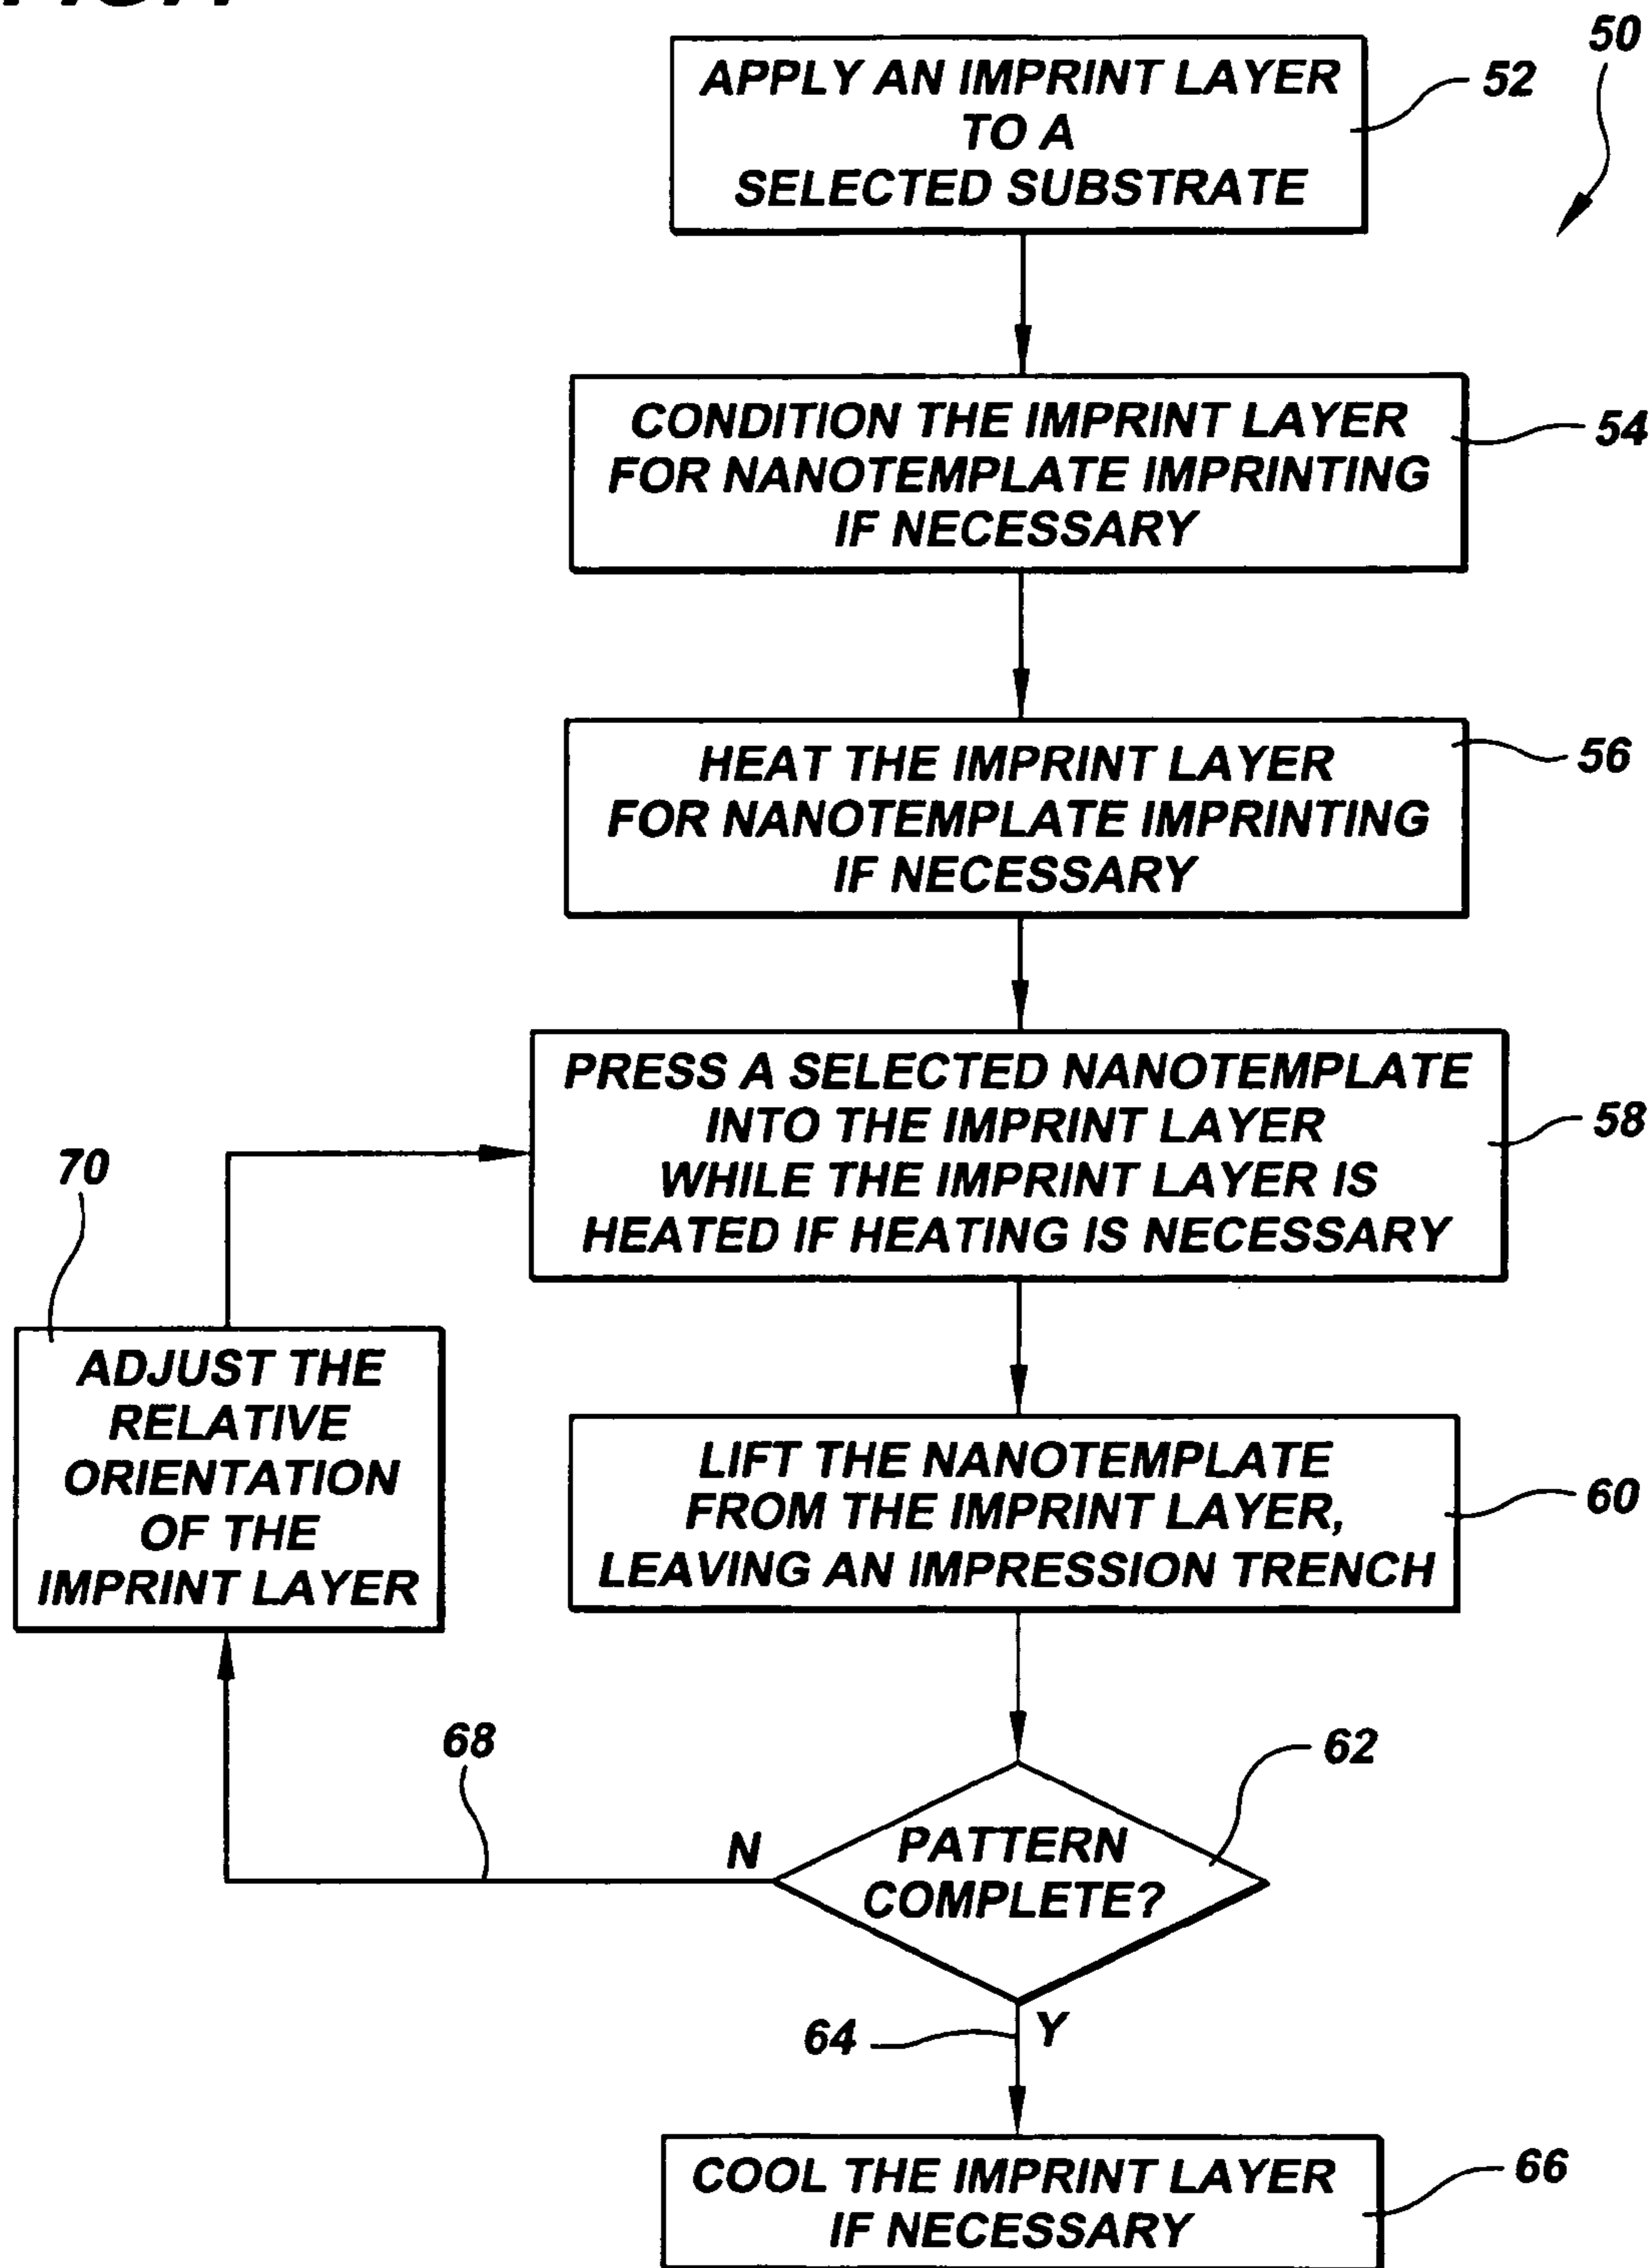 50
APPLY AN IMPRINT LAYER
TO A
SELECTED SUBSTRATE
52
CONDITION THE IMPRINT LAYER
FOR NANOTEMPLATE IMPRINTING
IF NECESSARY
54
HEAT THE IMPRINT LAYER
FOR NANOTEMPLATE IMPRINTING
IF NECESSARY
56
PRESS A SELECTED NANOTEMPLATE
INTO THE IMPRINT LAYER
WHILE THE IMPRINT LAYER IS
HEATED IF HEATING IS NECESSARY
58
70
ADJUST THE
RELATIVE
ORIENTATION
OF THE
IMPRINT LAYER
LIFT THE NANOTEMPLATE
FROM THE IMPRINT LAYER,
LEAVING AN IMPRESSION TRENCH
60
68
62
N
PATTERN
COMPLETE?
64
Y
COOL THE IMPRINT LAYER
IF NECESSARY
66